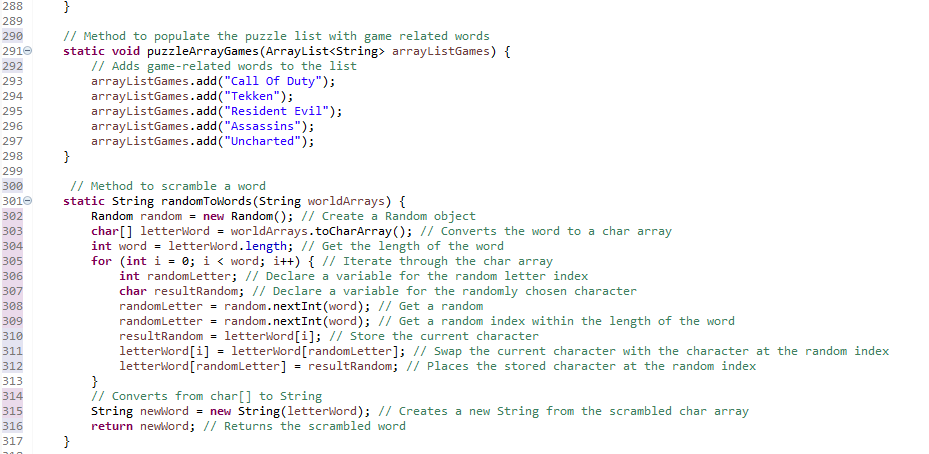 288 }
289
290 // Method to populate the puzzle list with game related words
291 static void puzzleArrayGames(ArrayList<String> arrayListGames) {
292 // Adds game-related words to the list
293 arrayListGames.add("Call Of Duty");
294 arrayListGames.add("Tekken");
295 arrayListGames.add("Resident Evil");
296 arrayListGames.add("Assassins");
297 arrayListGames.add("Uncharted");
298 }
299
300 // Method to scramble a word
301 static String randomToWords(String worldArrays) {
302 Random random = new Random(); // Create a Random object
303 char[] letterWord = worldArrays.toCharArray(); // Converts the word to a char array
304 int word = letterWord.length; // Get the length of the word
305 for (int i = 0; i < word; i++) { // Iterate through the char array
306 int randomLetter; // Declare a variable for the random letter index
307 char resultRandom; // Declare a variable for the randomly chosen character
308 randomLetter = random.nextInt(word); // Get a random
309 randomLetter = random.nextInt(word); // Get a random index within the length of the word
310 resultRandom = letterWord[i]; // Store the current character
311 letterWord[i] = letterWord[randomLetter]; // Swap the current character with the character at the random index
312 letterWord[randomLetter] = resultRandom; // Places the stored character at the random index
313 }
314 // Converts from char[] to String
315 String newWord = new String(letterWord); // Creates a new String from the scrambled char array
316 return newWord; // Returns the scrambled word
317 }